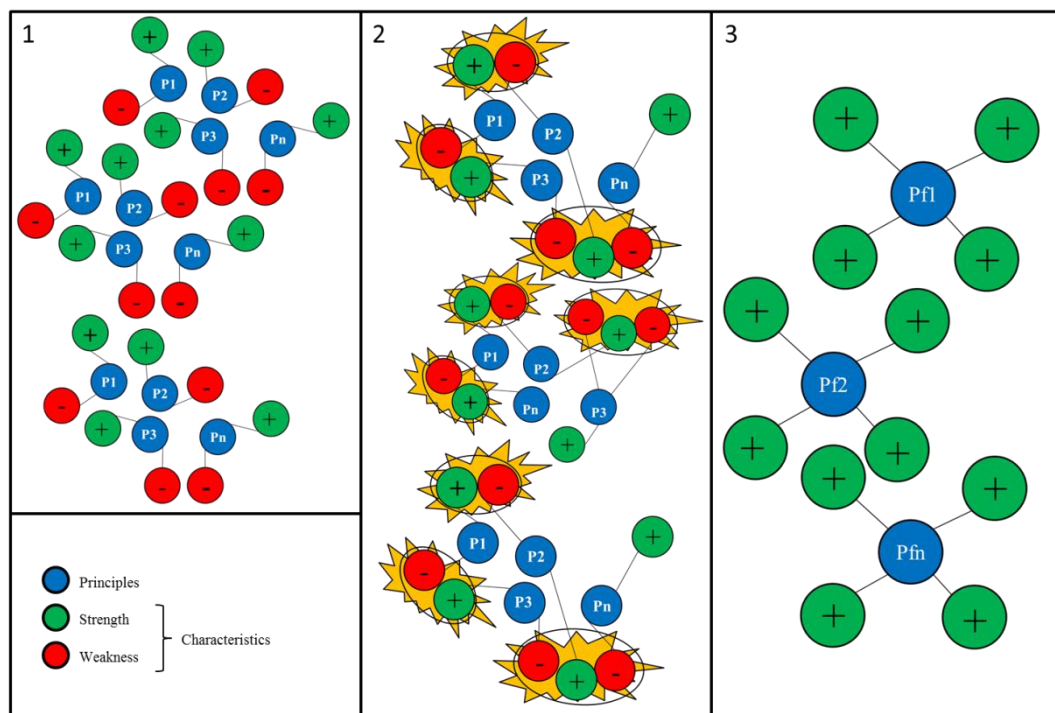 1
+
+
P1
P2
-
-
+
P3
Pn
+
-
-
+
+
P1
P2
-
-
+
P3
Pn
+
-
-
+
+
P1
P2
-
-
+
P3
Pn
+
-
-
Principles
Strength
Weakness
Characteristics
2
+
-
P1
P2
+
-
+
P3
Pn
-
+
-
+
-
-
+
-
P1
P2
-
+
Pn
P3
+
+
-
P1
P2
+
-
+
P3
Pn
-
+
-
3
+
+
Pf1
+
+
+
+
Pf2
+
+
+
+
Pfn
+
+